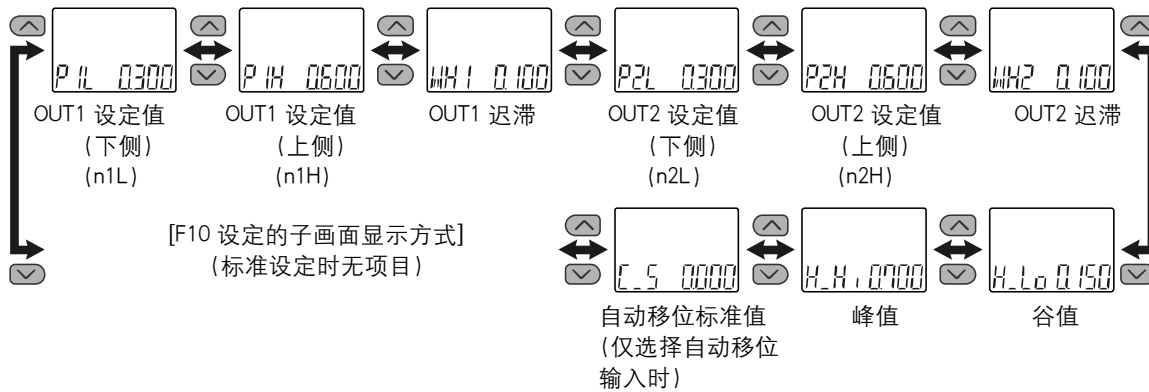 P1L 0.300
P1H 0.600
WH1 0.100
P2L 0.300
P2H 0.600
WH2 0.100
OUT1 设定值
(下侧)
(n1L)
OUT1 设定值
(上侧)
(n1H)
OUT1 迟滞
OUT2 设定值
(下侧)
(n2L)
OUT2 设定值
(上侧)
(n2H)
OUT2 迟滞
[F10 设定的子画面显示方式]
(标准设定时无项目)
C_S 0.000
H_Hi 0.700
H_Lo 0.150
自动移位标准值
(仅选择自动移位
输入时)
峰值
谷值